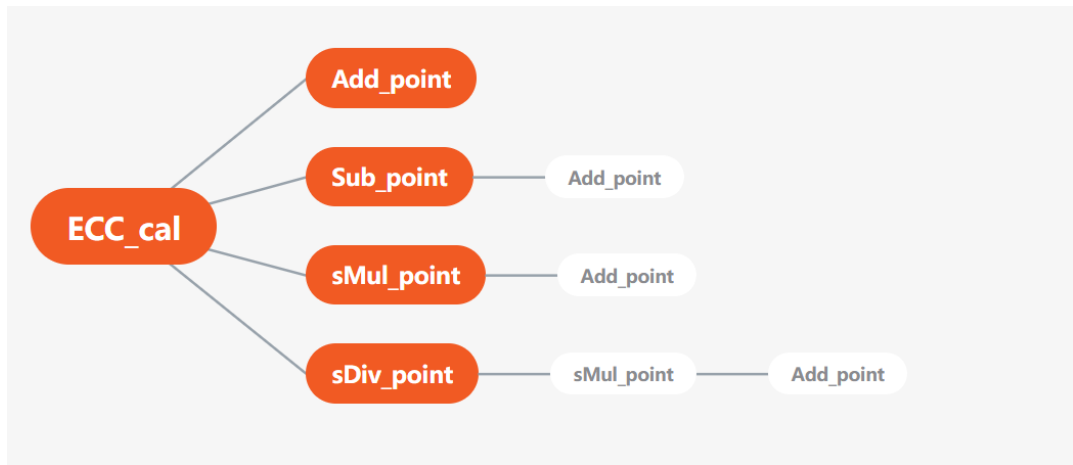 Add_point
Sub_point
Add_point
ECC_cal
sMul_point
Add_point
sDiv_point
sMul_point
Add_point